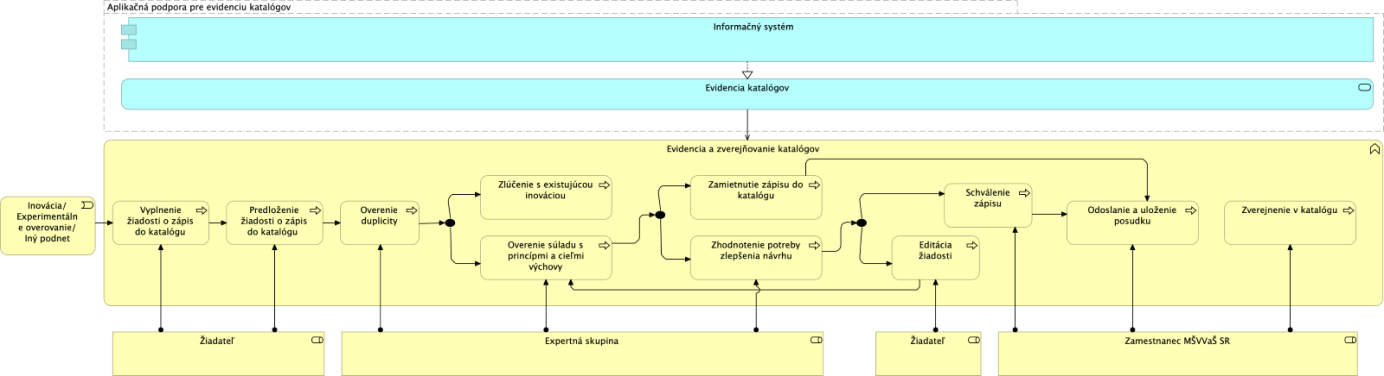 Aplikačná podpora pre evidenciu katalógov
Informačný systém
Evidencia katalógov
Evidencia a zverejňovanie katalógov
Inovácia/
Experimentáln
e overovanie/
Iný podnet
Vyplnenie
žiadosti o zápis
do katalógu
Predloženie
žiadosti o zápis
do katalógu
Overenie
duplicity
Zlúčenie s existujúcou
inováciou
Overenie súladu s
princípmi a cieľmi
výchovy
Zamietnutie zápisu do
katalógu
Zhodnotenie potreby
zlepšenia návrhu
Schválenie
zápisu
Editácia
žiadosti
Odoslanie a uloženie
posudku
Zverejnenie v katalógu
Žiadateľ
Expertná skupina
Žiadateľ
Zamestnanec MŠVVaŠ SR